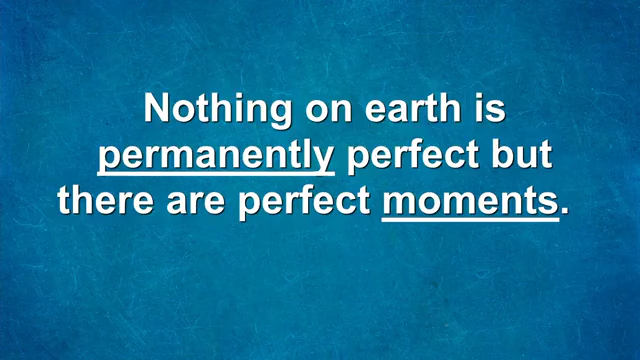 Nothing on earth is
permanently perfect but
there are perfect moments.